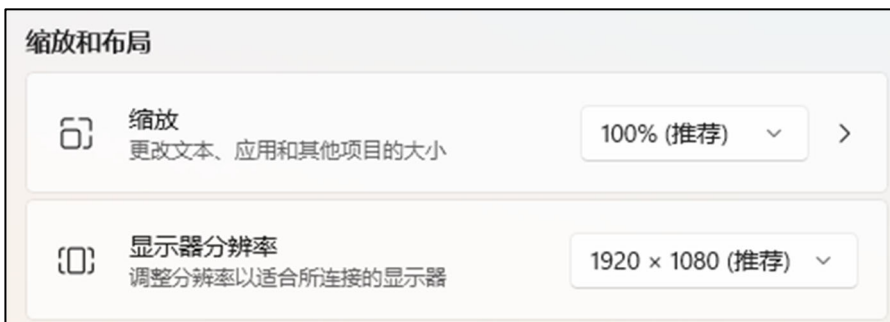 缩放和布局
缩放
更改文本、应用和其他项目的大小
100% (推荐)
显示器分辨率
调整分辨率以适合所连接的显示器
1920 × 1080 (推荐)